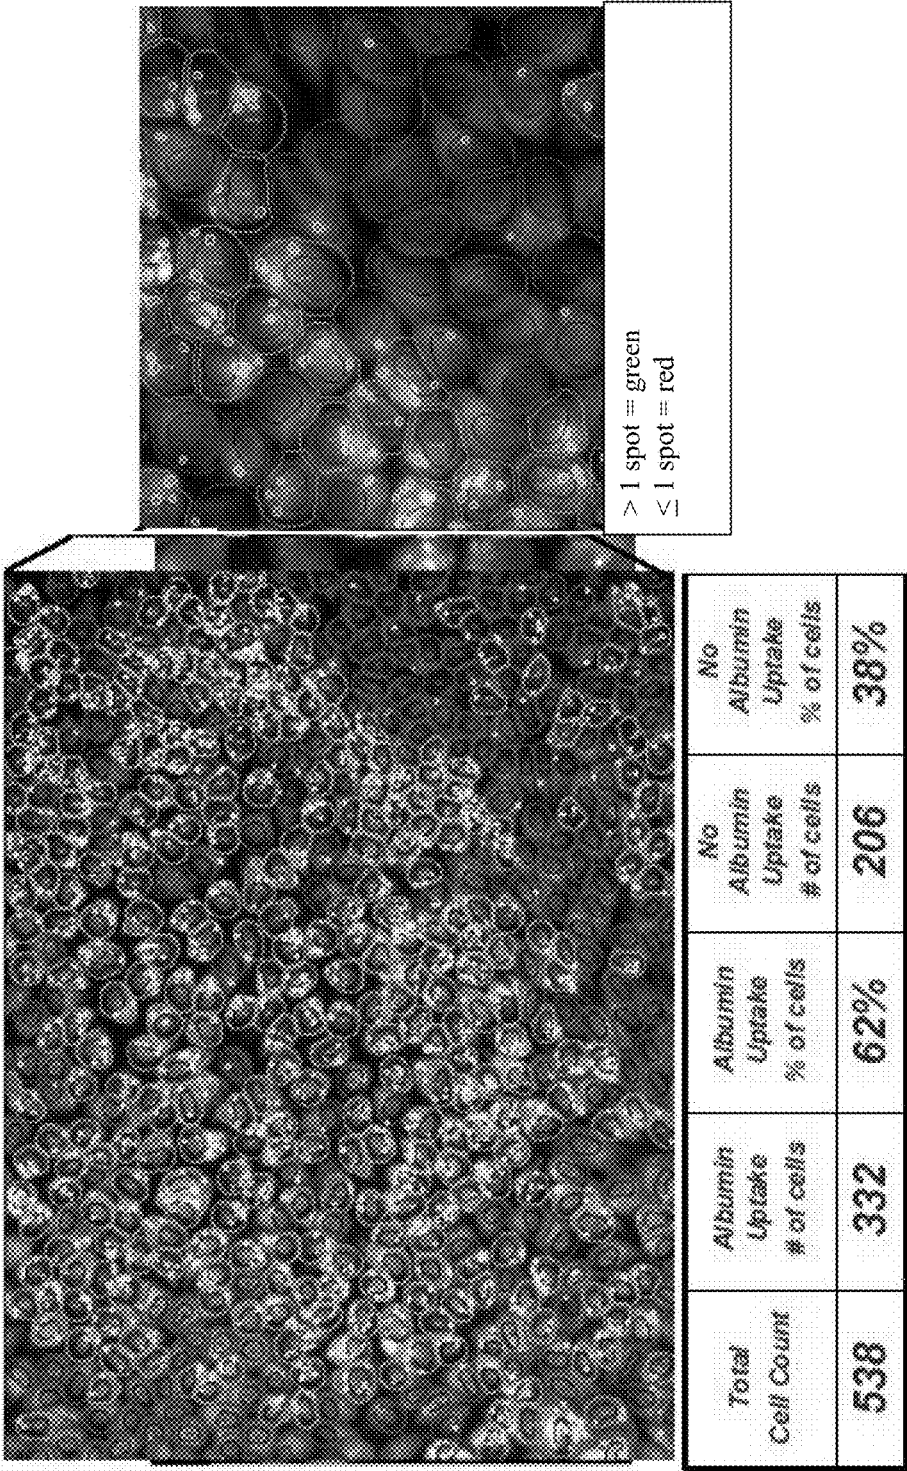 > 1 spot = green
≤ 1 spot = red
Total
Cell Count
Albumin
Uptake
# of cells
Albumin
Uptake
% of cells
No
Albumin
Uptake
# of cells
No
Albumin
Uptake
% of cells
538
332
62%
206
38%